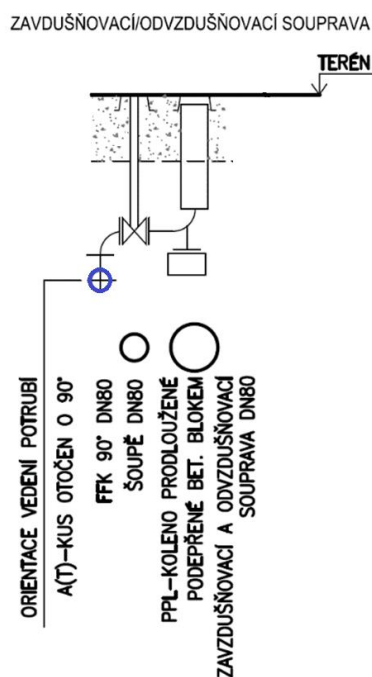 ZAVDUŠŇOVACÍ/ODVZDUŠŇOVACÍ SOUPRAVA
TERÉN
ORIENTACE VEDENÍ POTRUBÍ
A(T)-KUS OTOČEN O 90°
FFK 90° DN80
ŠOUPĚ DN80
PPL-KOLENO PRODLOUŽENÉ
PODEPŘENÉ BET. BLOKEM
ZAVZDUŠŇOVACÍ A ODVZDUŠŇOVACÍ
SOUPRAVA DN80